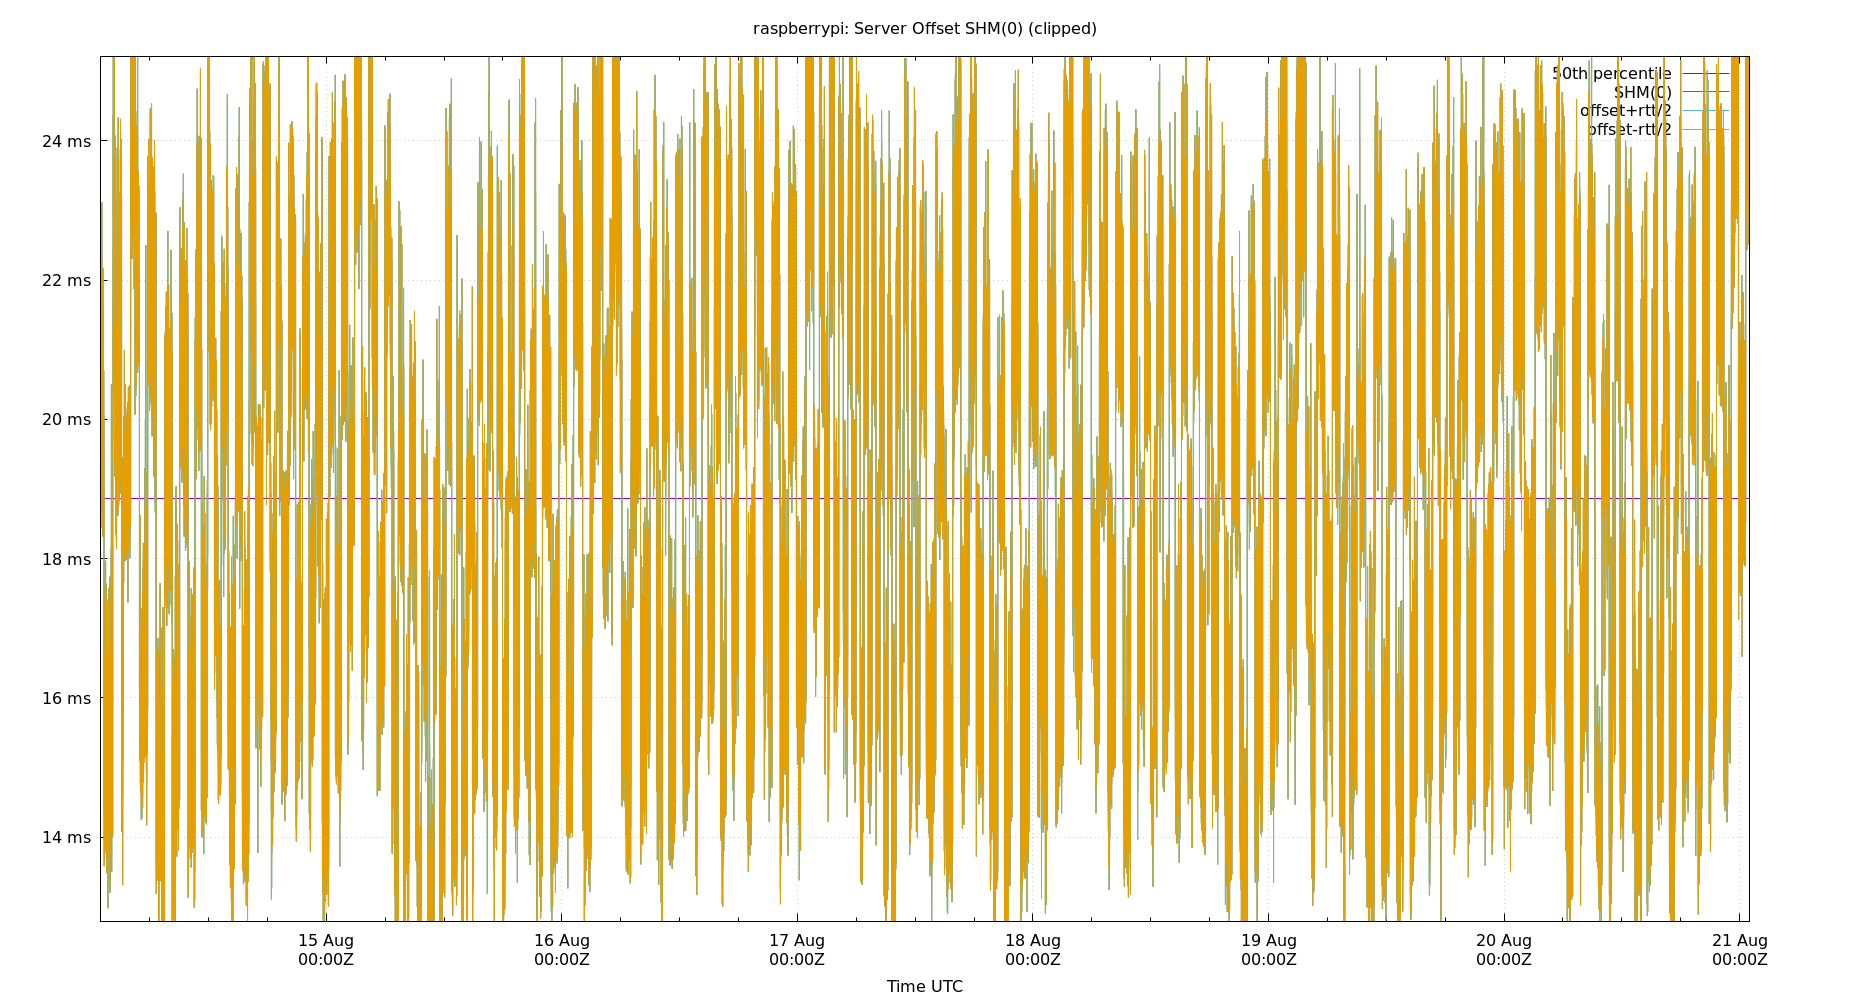 raspberrypi: Server Offset SHM(0) (clipped)
50th percentile
SHM(0)
offset+rtt/2
offset-rtt/2
24 ms
22 ms
20 ms
18 ms
16 ms
14 ms
15 Aug 16 Aug 17 Aug 18 Aug 19 Aug 20 Aug 21 Aug
00:00Z 00:00Z 00:00Z 00:00Z 00:00Z 00:00Z 00:00Z
Time UTC